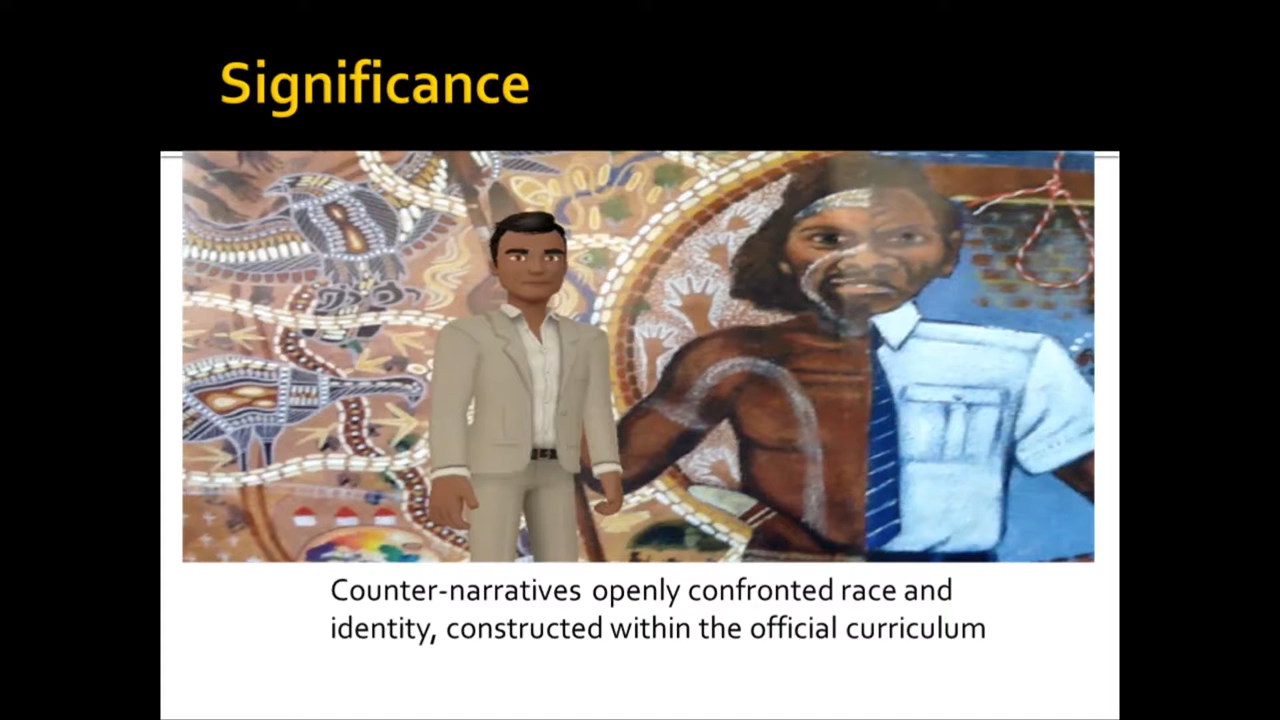 Significance
Counter-narratives openly confronted race and
identity, constructed within the official curriculum